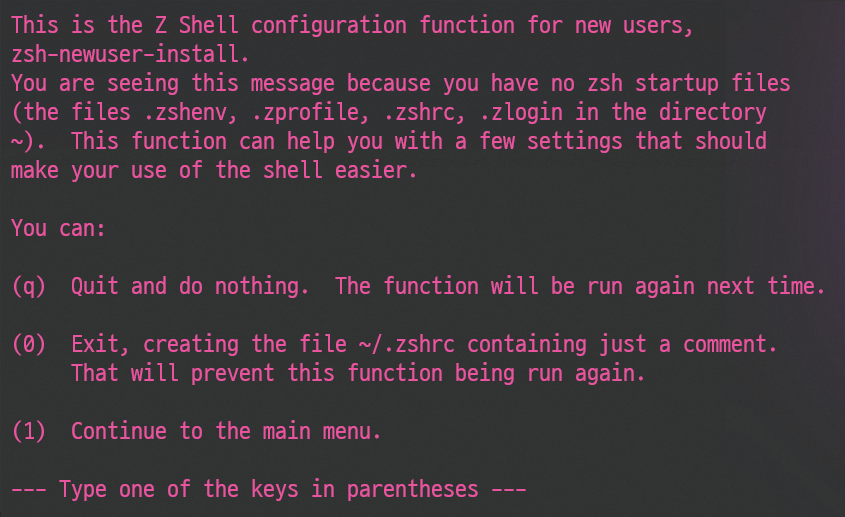 This is the Z Shell configuration function for new users,
zsh-newuser-install.
You are seeing this message because you have no zsh startup files
(the files .zshenv, .zprofile, .zshrc, .zlogin in the directory
~).  This function can help you with a few settings that should
make your use of the shell easier.

You can:

(q)  Quit and do nothing.  The function will be run again next time.

(0)  Exit, creating the file ~/.zshrc containing just a comment.
     That will prevent this function being run again.

(1)  Continue to the main menu.

--- Type one of the keys in parentheses ---